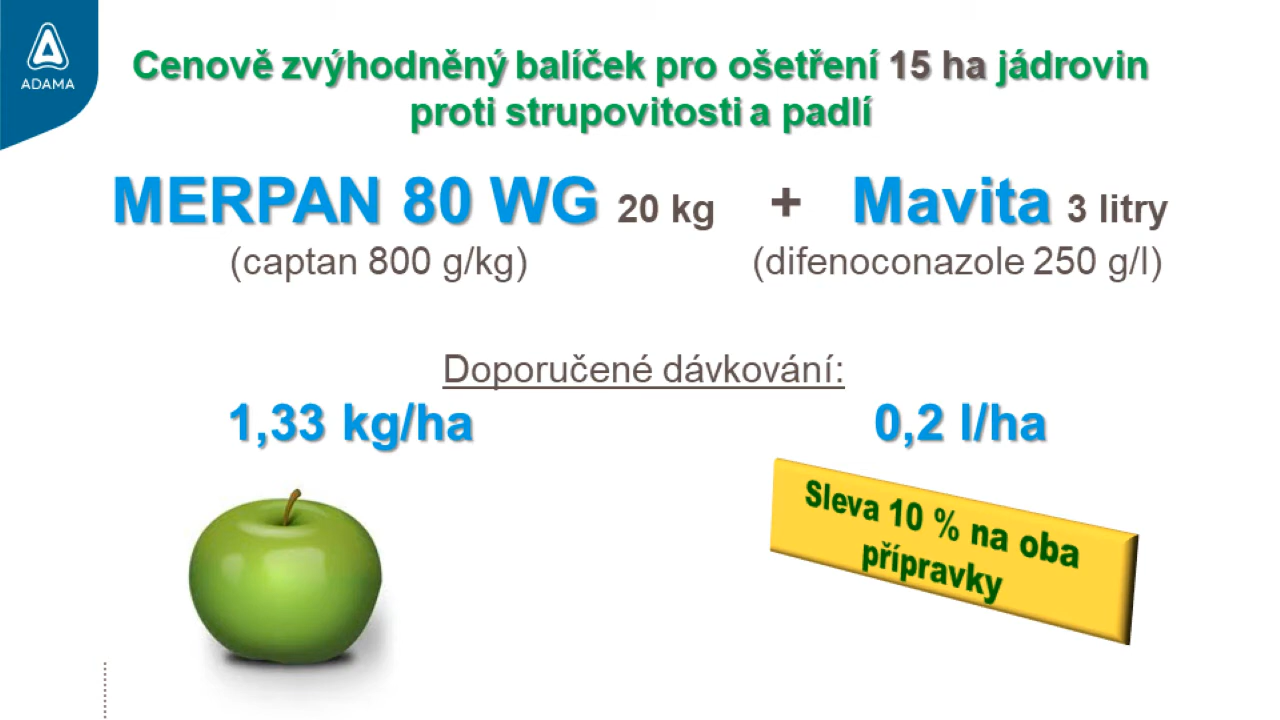 ADAMA
Cenově zvýhodněný balíček pro ošetření 15 ha jádrovin
proti strupovitosti a padlí
MERPAN 80 WG 20 kg + Mavita 3 litry
(captan 800 g/kg) (difenoconazole 250 g/l)
Doporučené dávkování:
1,33 kg/ha 0,2 l/ha
Sleva 10 % na oba
přípravky